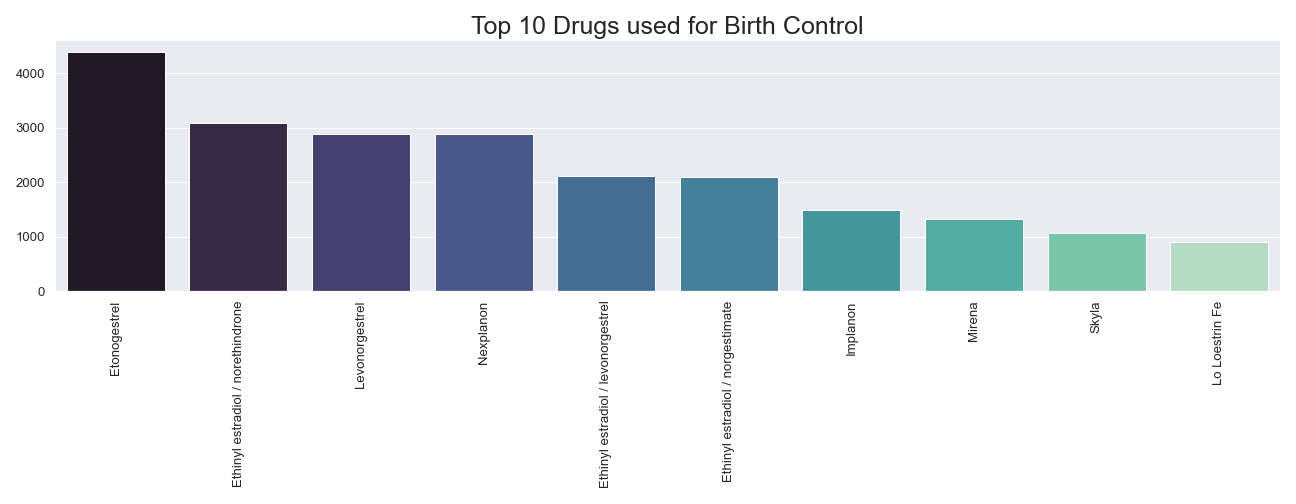 Top 10 Drugs used for Birth Control
4000
3000
2000
1000
0
Etonogestrel
Ethinyl estradiol / norethindrone
Levonorgestrel
Nexplanon
Ethinyl estradiol / levonorgestrel
Ethinyl estradiol / norgestimate
Implanon
Mirena
Skyla
Lo Loestrin Fe